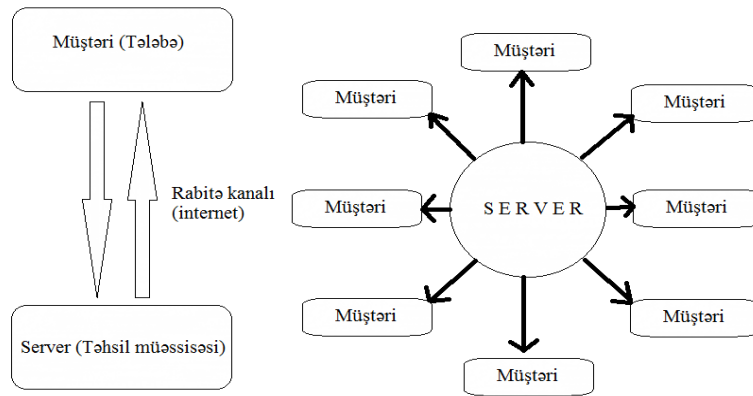 Müştəri (Tələbə)
Rabitə kanalı
(internet)
Server (Təhsil müəssisəsi)
Müştəri
Müştəri
Müştəri
Müştəri
S E R V E R
Müştəri
Müştəri
Müştəri
Müştəri